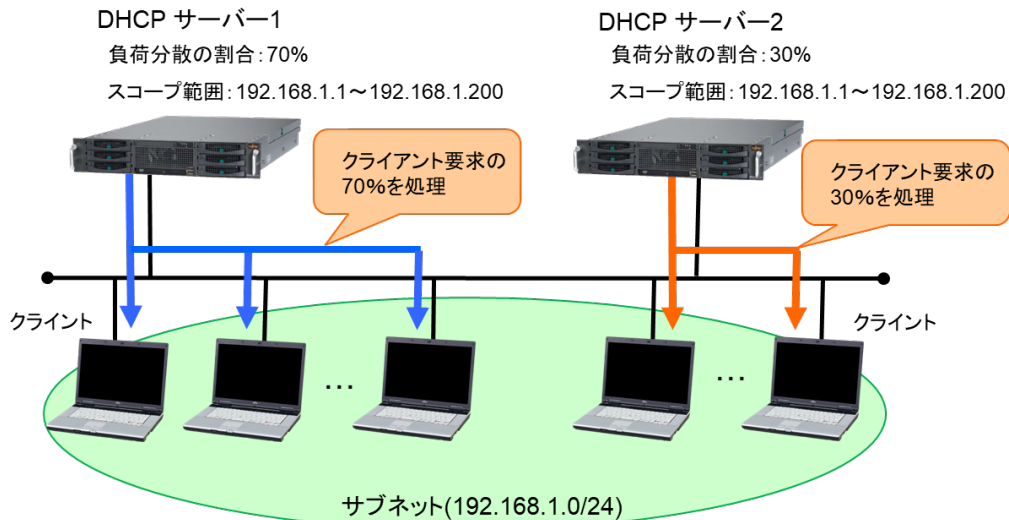 DHCP サーバー1
負荷分散の割合：70%
スコープ範囲：192.168.1.1～192.168.1.200
DHCP サーバー2
負荷分散の割合：30%
スコープ範囲：192.168.1.1～192.168.1.200
クライアント要求の
70%を処理
クライアント要求の
30%を処理
クライント
クライント
...
...
サブネット(192.168.1.0/24)